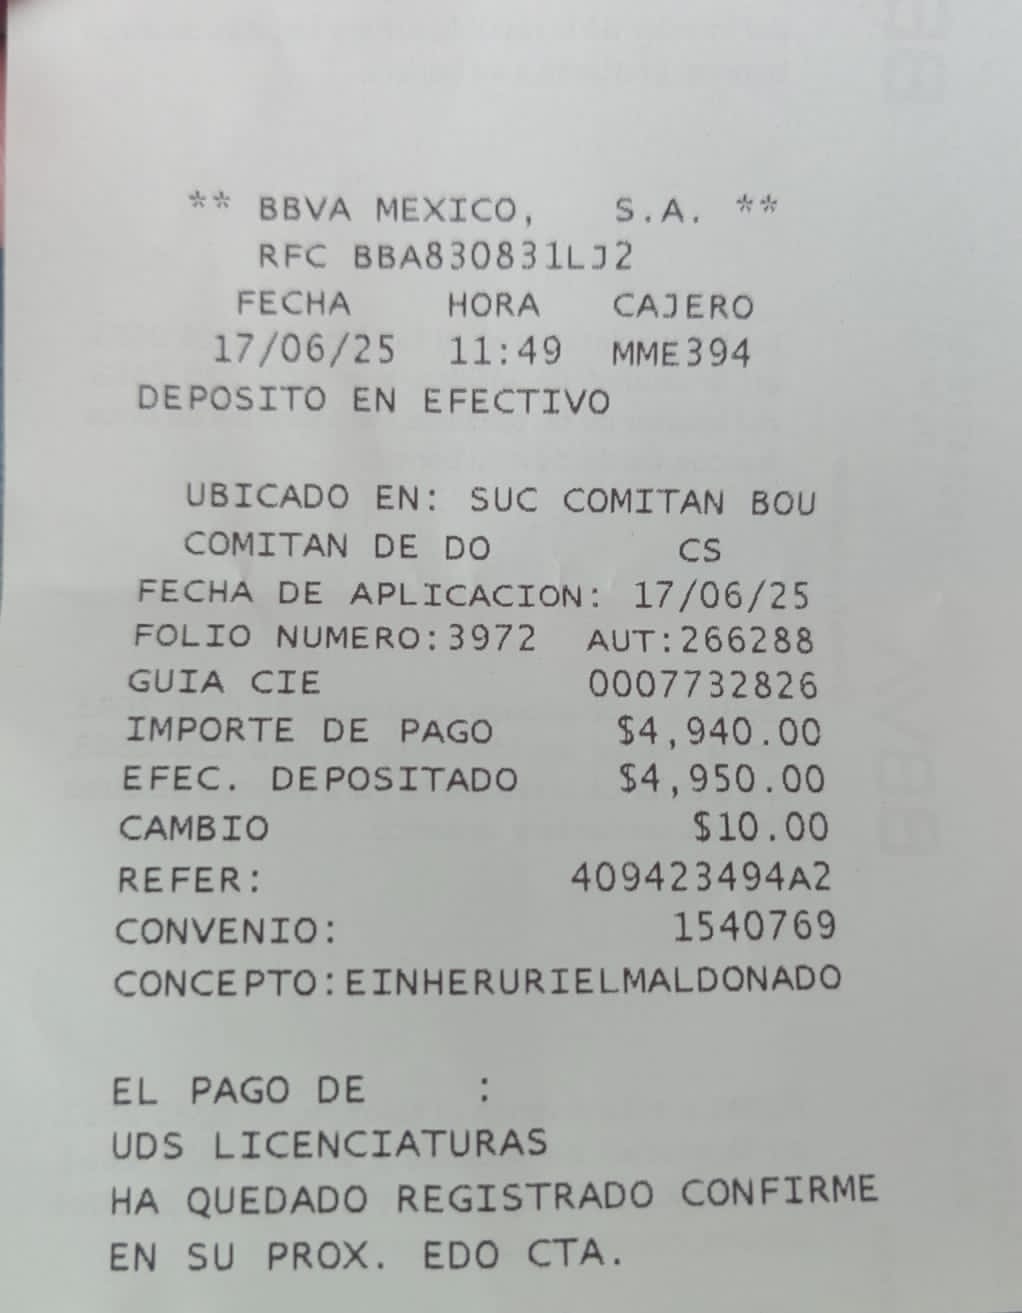 ** BBVA MEXICO, S.A. **
RFC BBA830831LJ2
FECHA HORA CAJERO
17/06/25 11:49 MME394
DEPOSITO EN EFECTIVO
UBICADO EN: SUC COMITAN BOU
COMITAN DE DO CS
FECHA DE APLICACION: 17/06/25
FOLIO NUMERO:3972 AUT:266288
GUIA CIE 0007732826
IMPORTE DE PAGO $4,940.00
EFEC. DEPOSITADO $4,950.00
CAMBIO $10.00
REFER: 409423494A2
CONVENIO: 1540769
CONCEPTO:EINHERURIELMALDONADO
EL PAGO DE :
UDS LICENCIATURAS
HA QUEDADO REGISTRADO CONFIRME
EN SU PROX. EDO CTA.